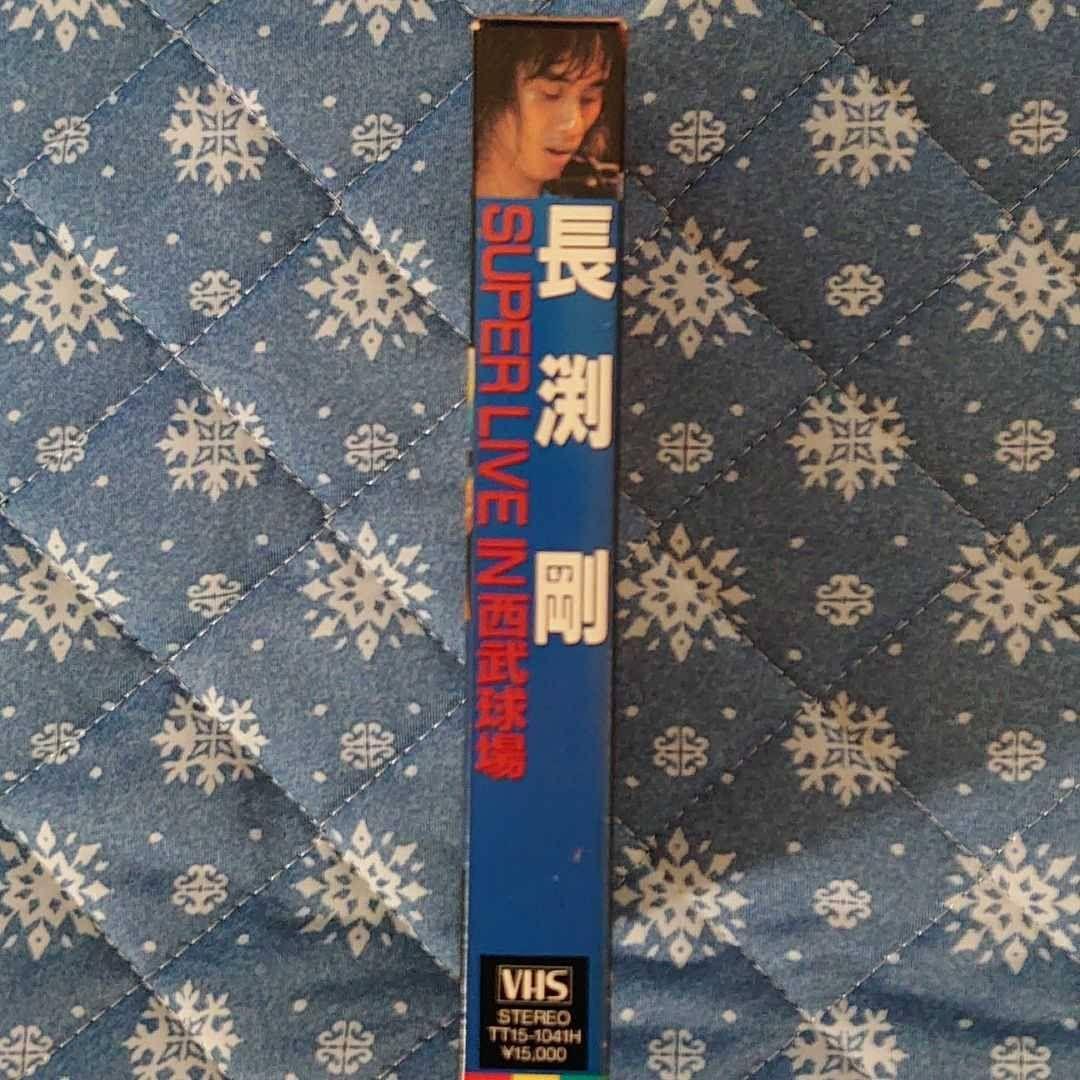 長渕剛
SUPER LIVE IN 西武球場
VHS
STEREO
TT15-1041H
¥15,000